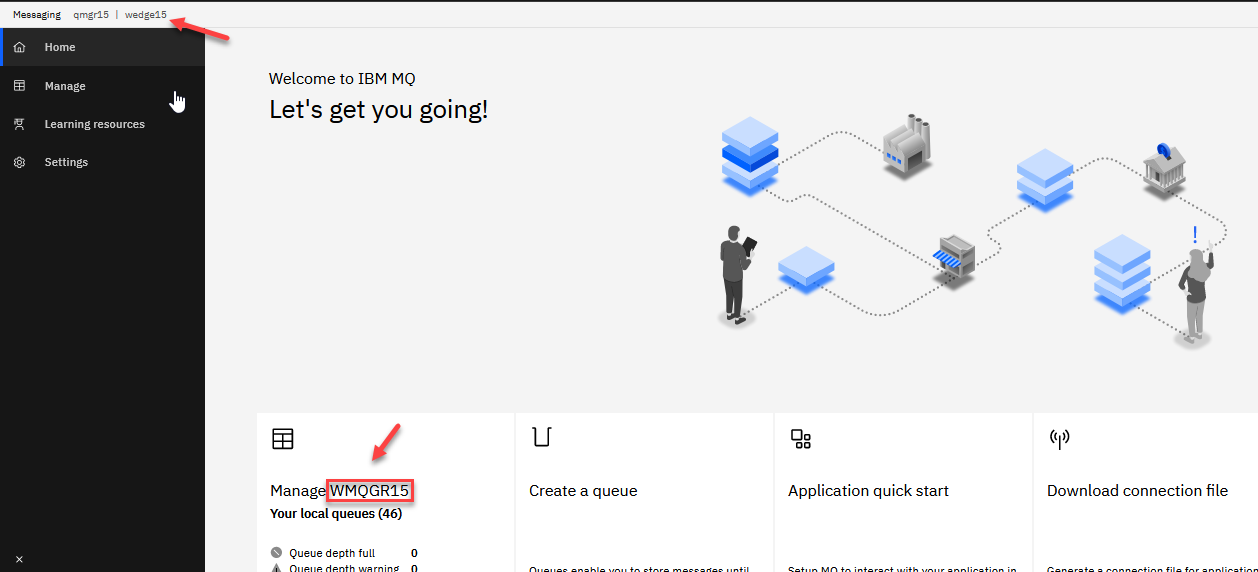 Messaging qmgr15 | wedge15
Home
Manage
Learning resources
Settings
Welcome to IBM MQ
Let's get you going!
!
Manage WMQGR15
Your local queues (46)
Queue depth full 0
Queue depth warning 0
Create a queue
Queues enable you to store messages until
Application quick start
Setup MQ to interact with your application in
Download connection file
Generate a connection file for application